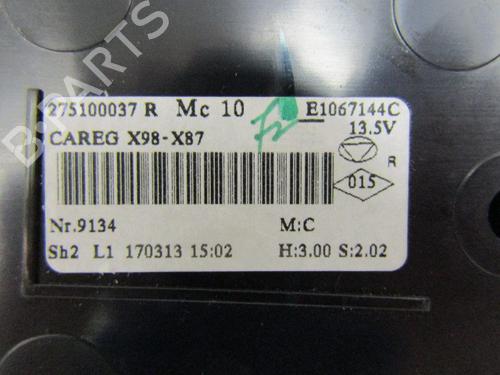 B-PARTS
275100037 R Mc 10 E1067144C
CAREG X98-X87 13.5V
R
015
Nr.9134 M:C
Sh2 L1 170313 15:02 H:3.00 S:2.02